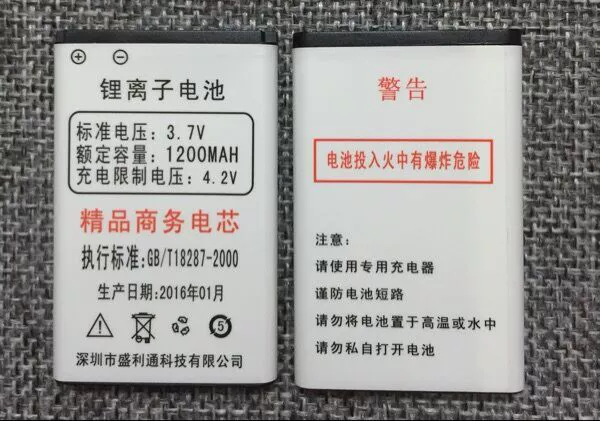 ⊕ ⊖
锂离子电池
标准电压: 3.7V
额定容量: 1200MAH
充电限制电压: 4.2V
精品商务电芯
执行标准:GB/T18287-2000
生产日期:2016年01月
5
深圳市盛利通科技有限公司
警告
电池投入火中有爆炸危险
注意:
请使用专用充电器
谨防电池短路
请勿将电池置于高温或水中
请勿私自打开电池